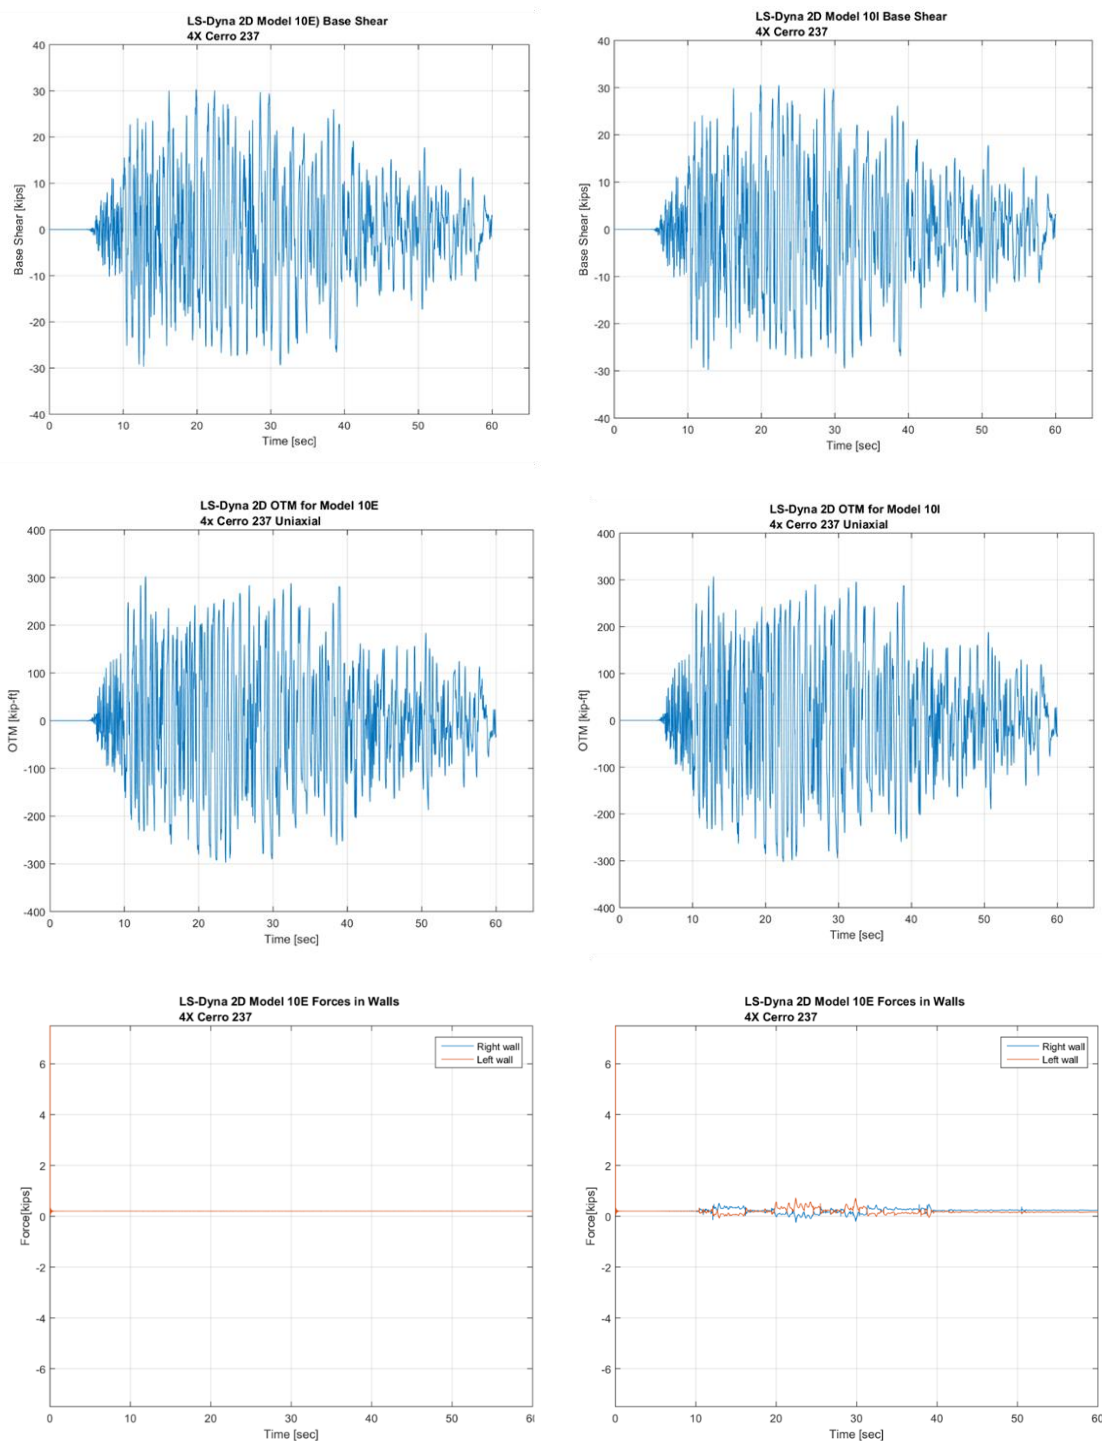 LS-Dyna 2D Model 10E) Base Shear
4X Cerro 237
40
30
20
10
0
-10
-20
-30
-40
Base Shear [kips]
0 10 20 30 40 50 60
Time [sec]
LS-Dyna 2D Model 10I Base Shear
4X Cerro 237
40
30
20
10
0
-10
-20
-30
-40
Base Shear [kips]
0 10 20 30 40 50 60
Time [sec]
LS-Dyna 2D OTM for Model 10E
4x Cerro 237 Uniaxial
400
300
200
100
0
-100
-200
-300
-400
OTM [kip-ft]
0 10 20 30 40 50 60
Time [sec]
LS-Dyna 2D OTM for Model 10I
4x Cerro 237 Uniaxial
400
300
200
100
0
-100
-200
-300
-400
OTM [kip-ft]
0 10 20 30 40 50 60
Time [sec]
LS-Dyna 2D Model 10E Forces in Walls
4X Cerro 237
Right wall
Left wall
6
4
2
0
-2
-4
-6
Force[kips]
0 10 20 30 40 50 60
Time [sec]
LS-Dyna 2D Model 10E Forces in Walls
4X Cerro 237
Right wall
Left wall
6
4
2
0
-2
-4
-6
Force[kips]
0 10 20 30 40 50 60
Time [sec]